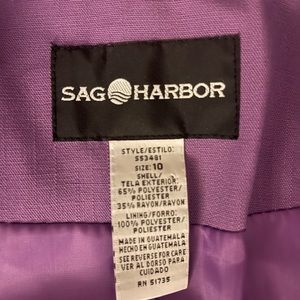 SAG HARBOR
STYLE/ESTILO:
S53481
SIZE: 10
SHELL/
TELA EXTERIOR:
65% POLYESTER/
POLIESTER
35% RAYON/RAYON
LINING/FORRO:
100% POLYESTER/
POLIESTER
MADE IN GUATEMALA
HECHO EN GUATEMALA
SEE REVERSE FOR CARE
VER AL DORSO PARA
CUIDADO
RN 51735